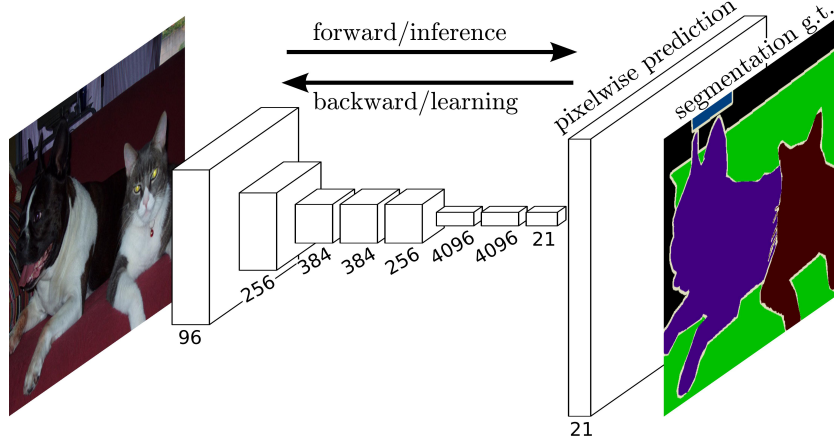 forward/inference
backward/learning
pixelwise prediction
segmentation g.t.
96
256
384
384
256
4096
4096
21
21